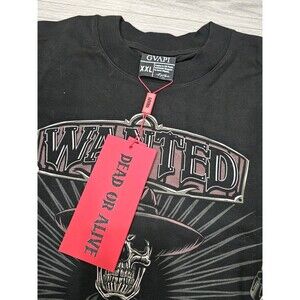 GVAPI
XXL
WANTED
DEAD OR ALIVE